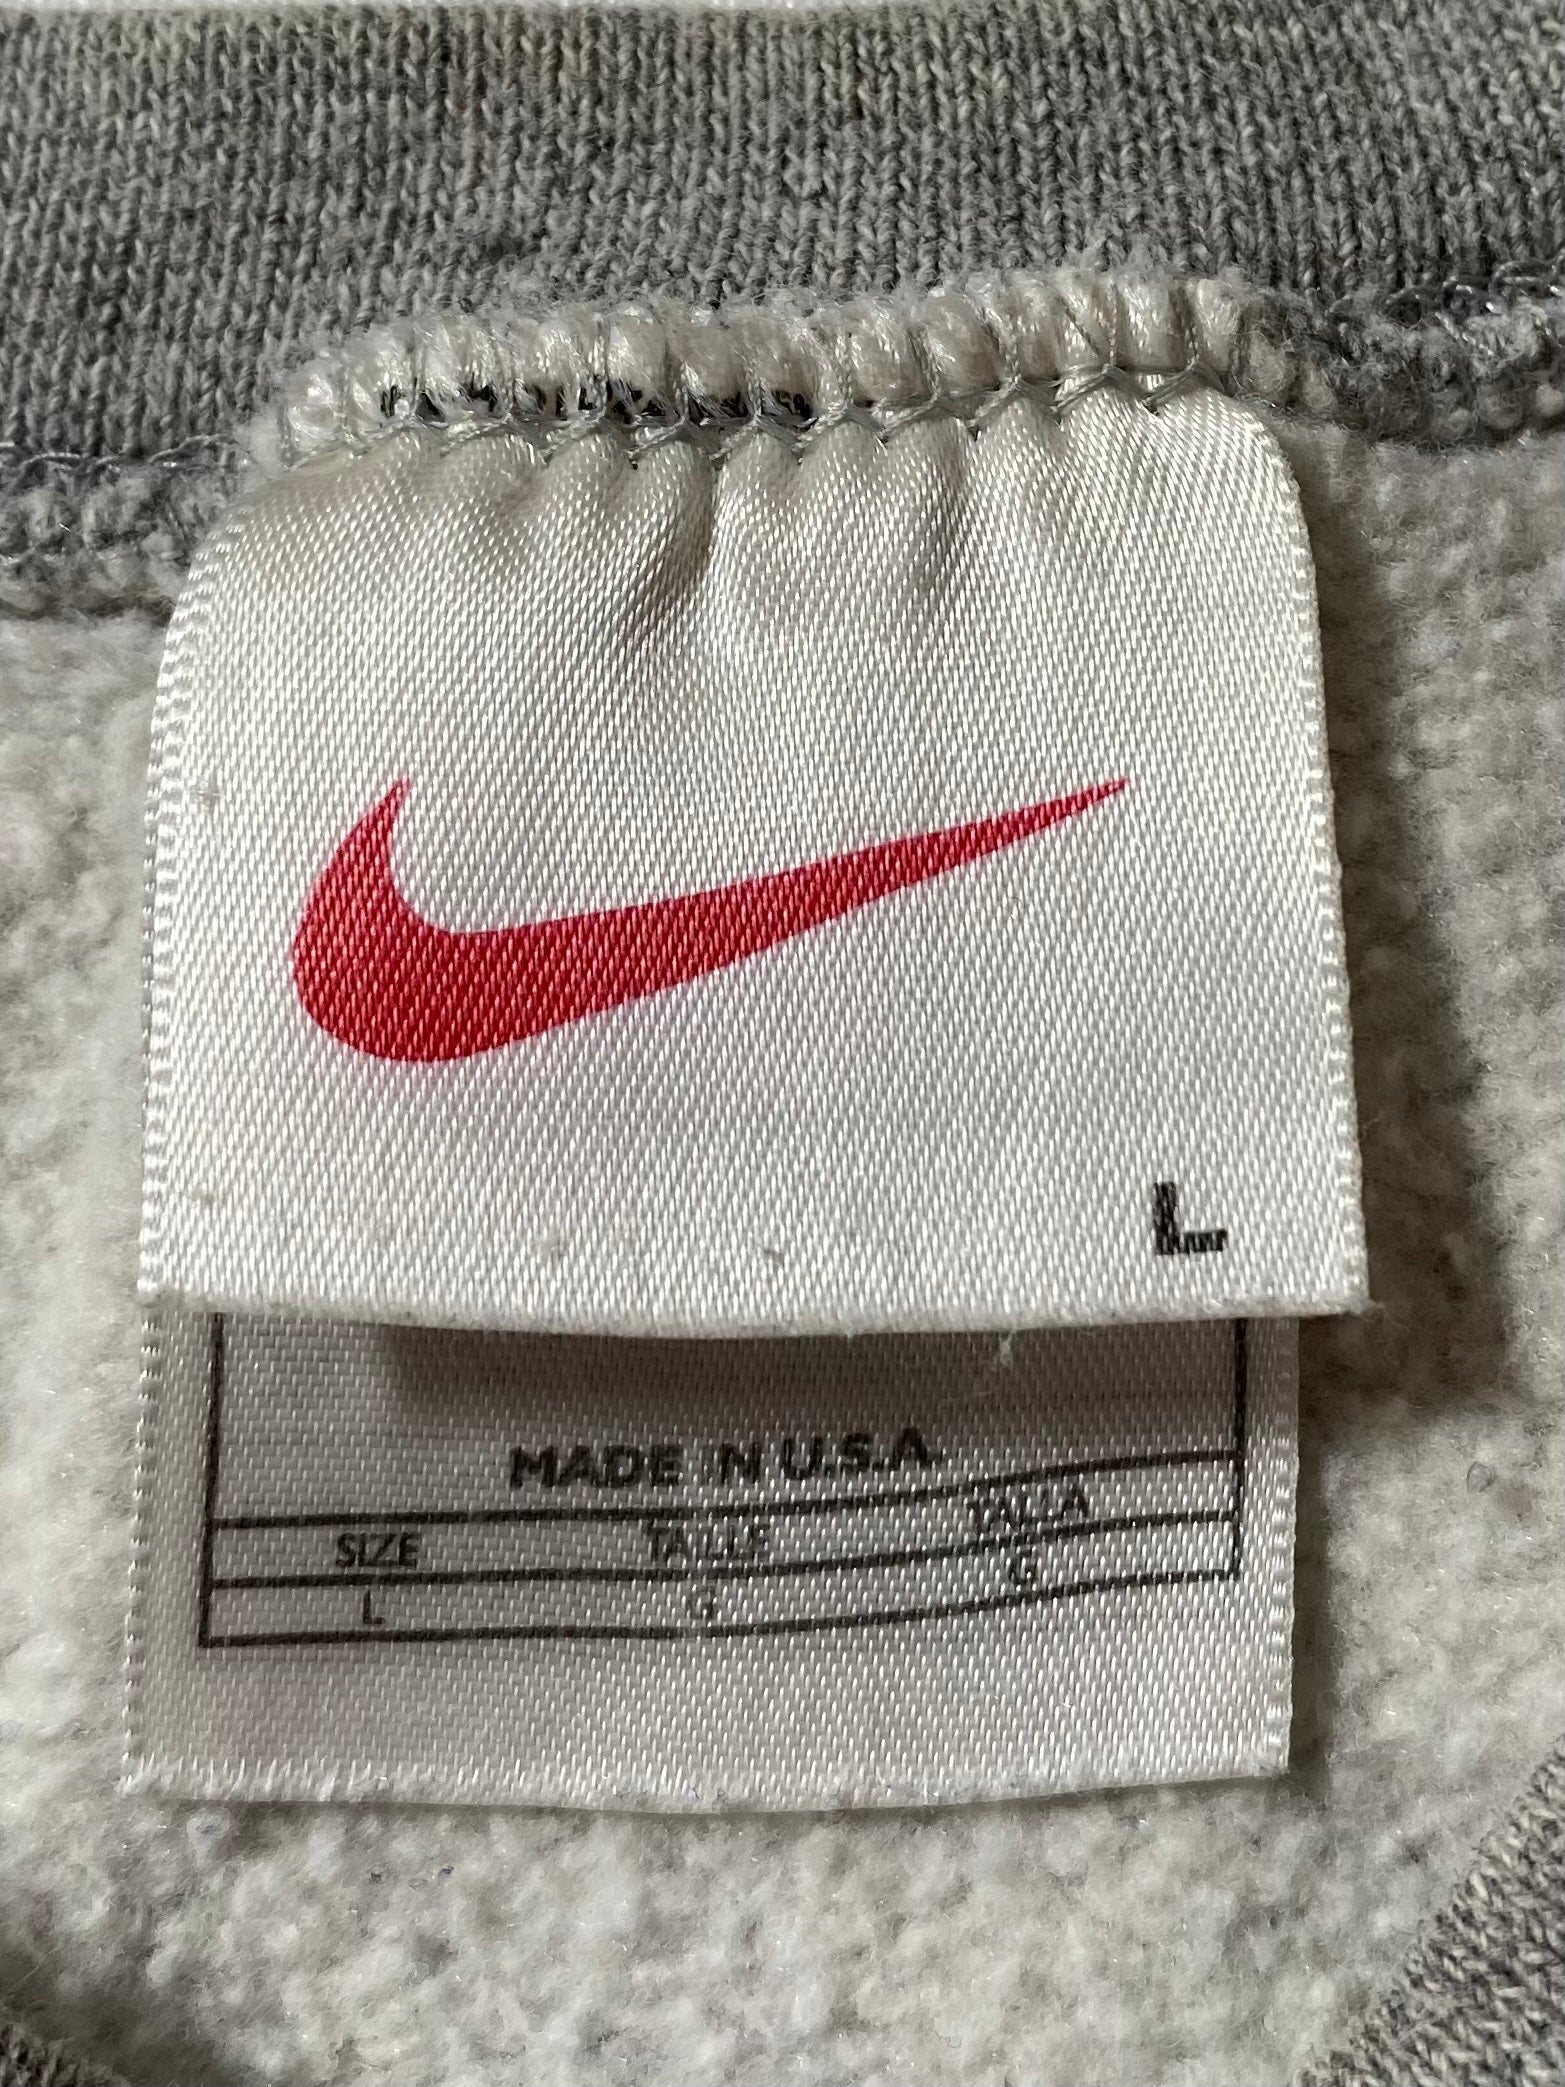 L
MADE IN U.S.A.
SIZE TAILLE TALLA
L G G